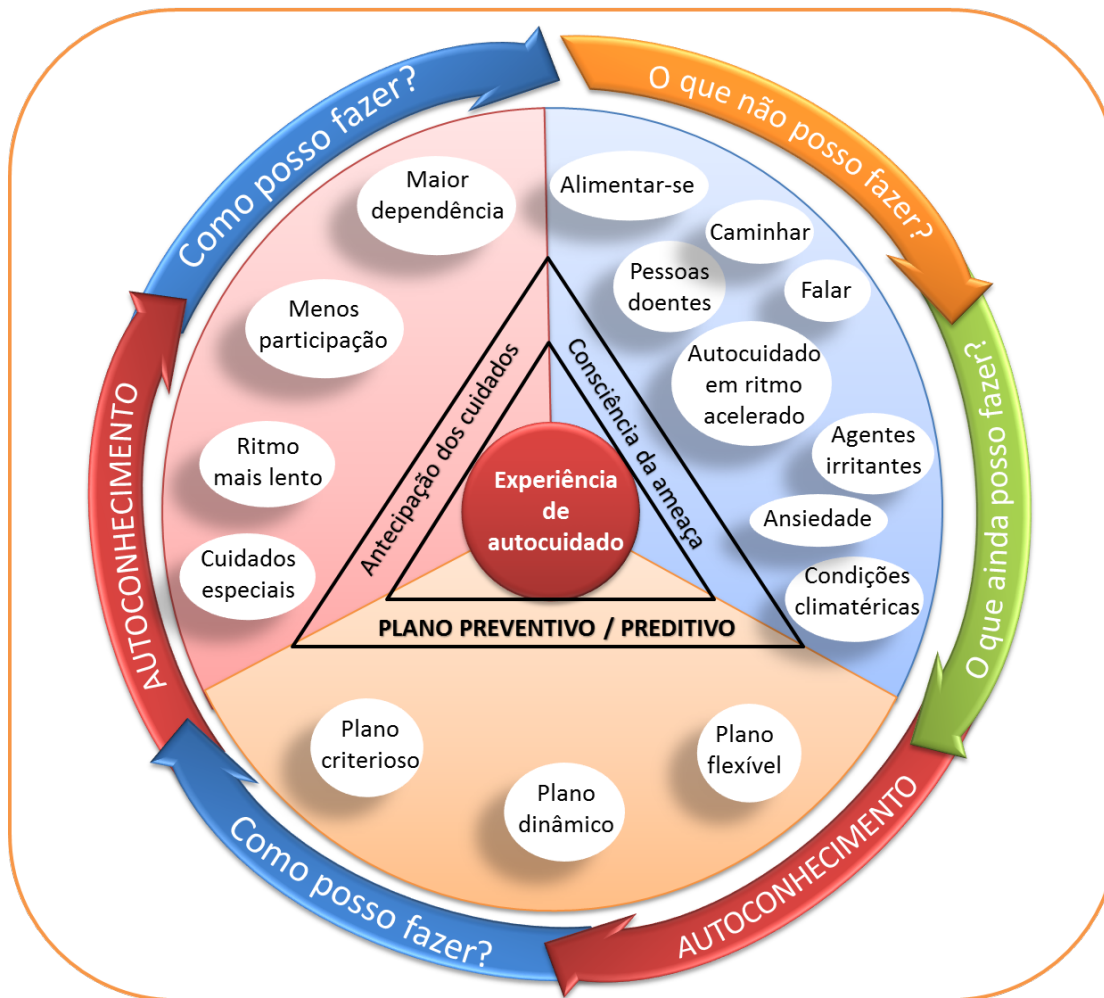 Como posso fazer?
O que não posso fazer?
O que ainda posso fazer?
AUTOCONHECIMENTO
Como posso fazer?
AUTOCONHECIMENTO
Maior
dependência
Menos
participação
Ritmo
mais lento
Cuidados
especiais
Alimentar-se
Caminhar
Pessoas
doentes
Falar
Autocuidado
em ritmo
acelerado
Agentes
irritantes
Ansiedade
Condições
climatéricas
Antecipação dos cuidados
Consciência da ameaça
Experiência
de
autocuidado
PLANO PREVENTIVO / PREDITIVO
Plano
criterioso
Plano
dinâmico
Plano
flexível